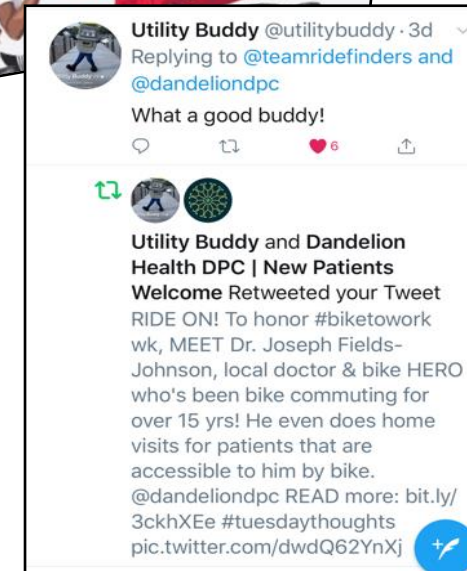 Utility Buddy @utilitybuddy · 3d
Replying to @teamridefinders and
@dandeliondpc
What a good buddy!
6
Utility Buddy and Dandelion
Health DPC | New Patients
Welcome Retweeted your Tweet
RIDE ON! To honor #biketowork
wk, MEET Dr. Joseph Fields-
Johnson, local doctor & bike HERO
who's been bike commuting for
over 15 yrs! He even does home
visits for patients that are
accessible to him by bike.
@dandeliondpc READ more: bit.ly/
3ckhXEe #tuesdaythoughts
pic.twitter.com/dwdQ62YnXj